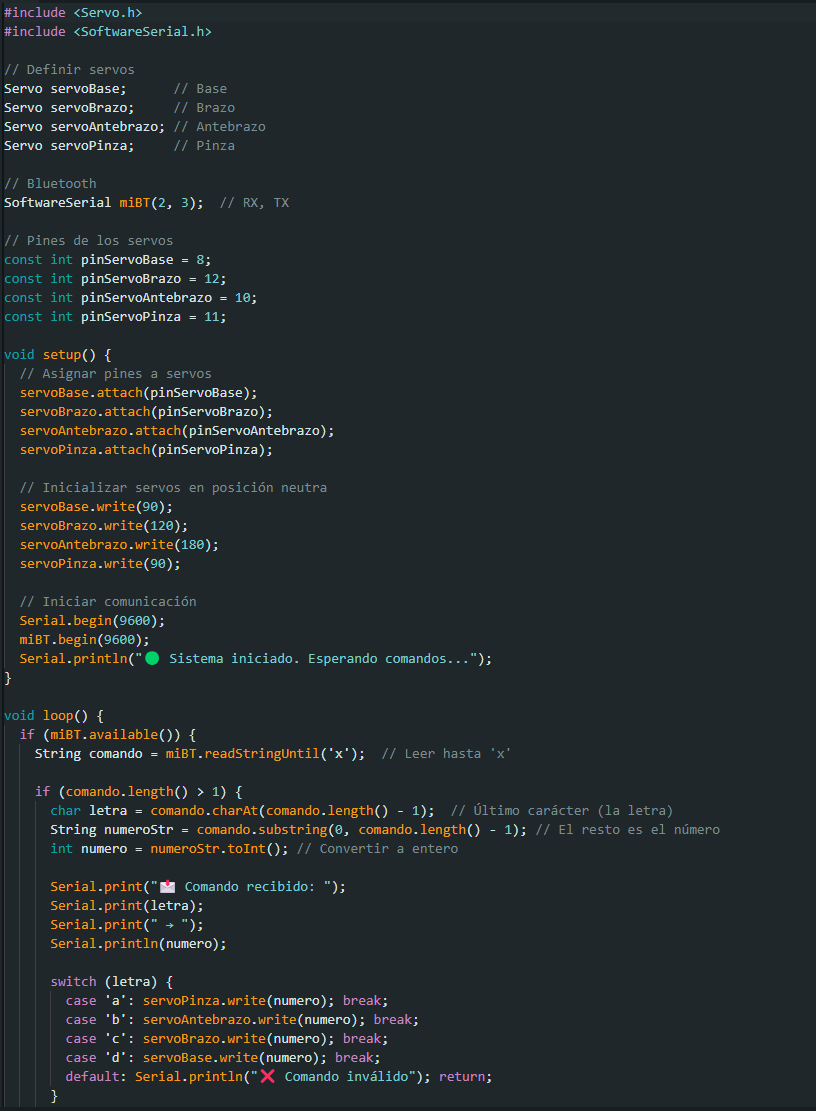 #include <Servo.h>
#include <SoftwareSerial.h>

// Definir servos
Servo servoBase;      // Base
Servo servoBrazo;     // Brazo
Servo servoAntebrazo; // Antebrazo
Servo servoPinza;     // Pinza

// Bluetooth
SoftwareSerial miBT(2, 3);  // RX, TX

// Pines de los servos
const int pinServoBase = 8;
const int pinServoBrazo = 12;
const int pinServoAntebrazo = 10;
const int pinServoPinza = 11;

void setup() {
  // Asignar pines a servos
  servoBase.attach(pinServoBase);
  servoBrazo.attach(pinServoBrazo);
  servoAntebrazo.attach(pinServoAntebrazo);
  servoPinza.attach(pinServoPinza);

  // Inicializar servos en posición neutra
  servoBase.write(90);
  servoBrazo.write(120);
  servoAntebrazo.write(180);
  servoPinza.write(90);

  // Iniciar comunicación
  Serial.begin(9600);
  miBT.begin(9600);
  Serial.println("🟢 Sistema iniciado. Esperando comandos...");
}

void loop() {
  if (miBT.available()) {
    String comando = miBT.readStringUntil('x');  // Leer hasta 'x'

    if (comando.length() > 1) {
      char letra = comando.charAt(comando.length() - 1);  // Último carácter (la letra)
      String numeroStr = comando.substring(0, comando.length() - 1); // El resto es el número
      int numero = numeroStr.toInt(); // Convertir a entero

      Serial.print("📩 Comando recibido: ");
      Serial.print(letra);
      Serial.print(" → ");
      Serial.println(numero);

      switch (letra) {
        case 'a': servoPinza.write(numero); break;
        case 'b': servoAntebrazo.write(numero); break;
        case 'c': servoBrazo.write(numero); break;
        case 'd': servoBase.write(numero); break;
        default: Serial.println("❌ Comando inválido"); return;
      }